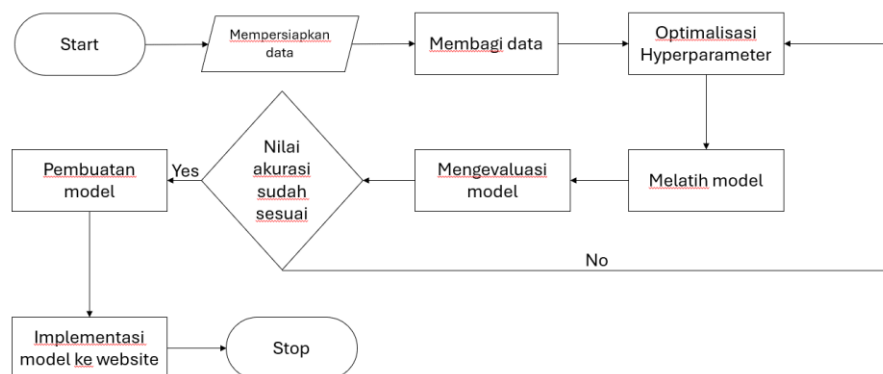 Start
Mempersiapkan
data
Membagi data
Optimalisasi
Hyperparameter
Pembuatan
model
Yes
Nilai
akurasi
sudah
sesuai
Mengevaluasi
model
Melatih model
No
Implementasi
model ke website
Stop